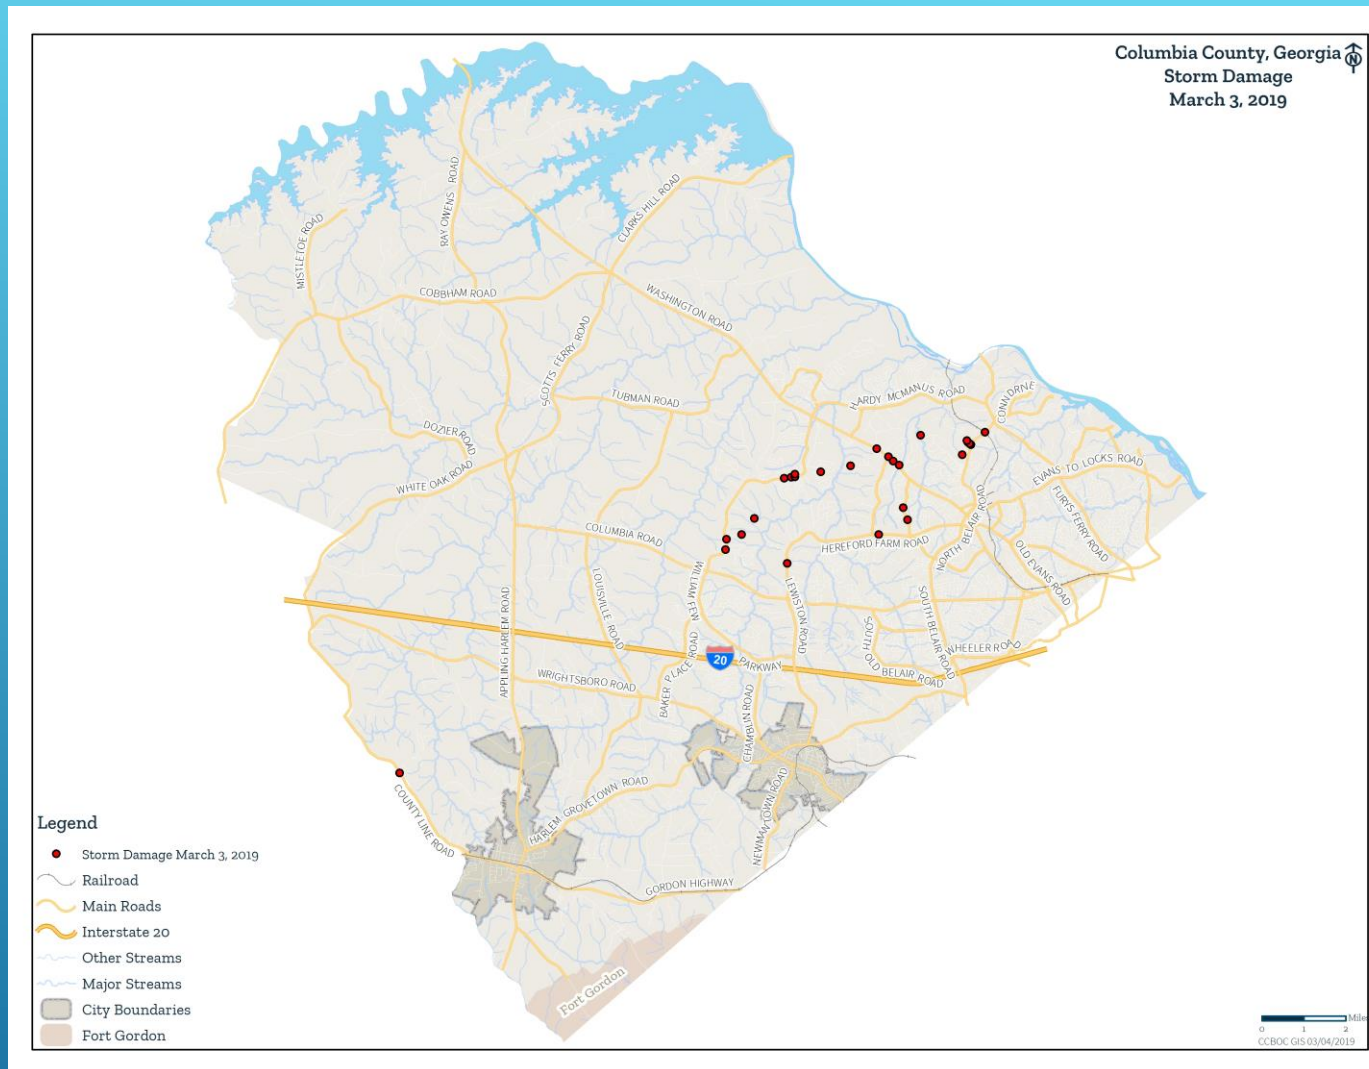 Columbia County, Georgia
Storm Damage
March 3, 2019
N
MISTLETOE ROAD
RAY OWENS ROAD
CLARKS HILL ROAD
COBBHAM ROAD
WASHINGTON ROAD
SCOTTS FERRY ROAD
TUBMAN ROAD
HARDY MCMANUS ROAD
CONN DRIVE
DOZIER ROAD
WHITE OAK ROAD
EVANS TO LOCKS ROAD
FURYS FERRY ROAD
COLUMBIA ROAD
HEREFORD FARM ROAD
NORTH BELAIR ROAD
OLD EVANS ROAD
LOUISVILLE ROAD
WILLIAM FEW
PARKWAY
LEWISTON ROAD
SOUTH OLD BELAIR ROAD
SOUTH BELAIR ROAD
WHEELER ROAD
APPLING HARLEM ROAD
20
WRIGHTSBORO ROAD
BAKER PLACE ROAD
CHAMBLIN ROAD
COUNTY LINE ROAD
HARLEM GROVETOWN ROAD
NEWMANTOWN ROAD
GORDON HIGHWAY
Fort Gordon
Legend
Storm Damage March 3, 2019
Railroad
Main Roads
Interstate 20
Other Streams
Major Streams
City Boundaries
Fort Gordon
Miles
0 1 2
CCBOC GIS 03/04/2019